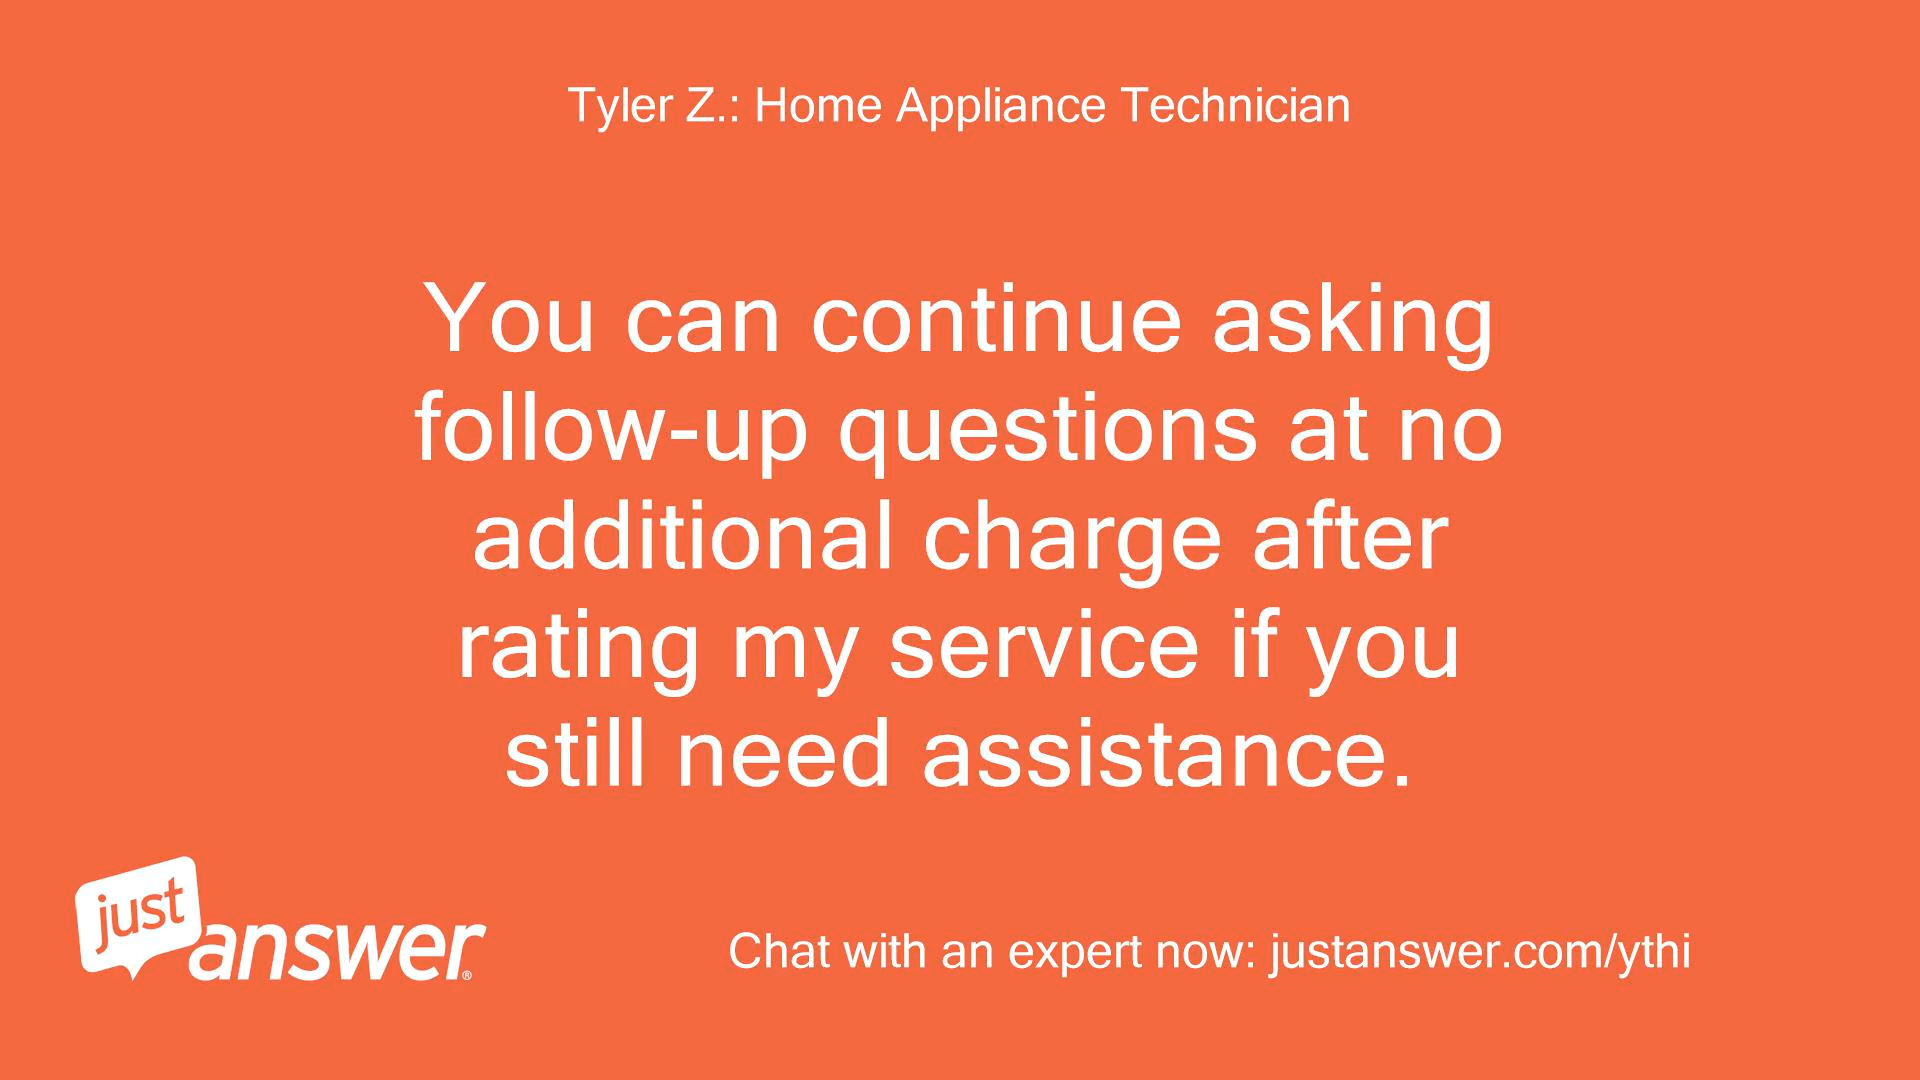 Tyler Z.: Home Appliance Technician
You can continue asking
follow-up questions at no
additional charge after
rating my service if you
still need assistance.
just
answer®
Chat with an expert now: justanswer.com/ythi